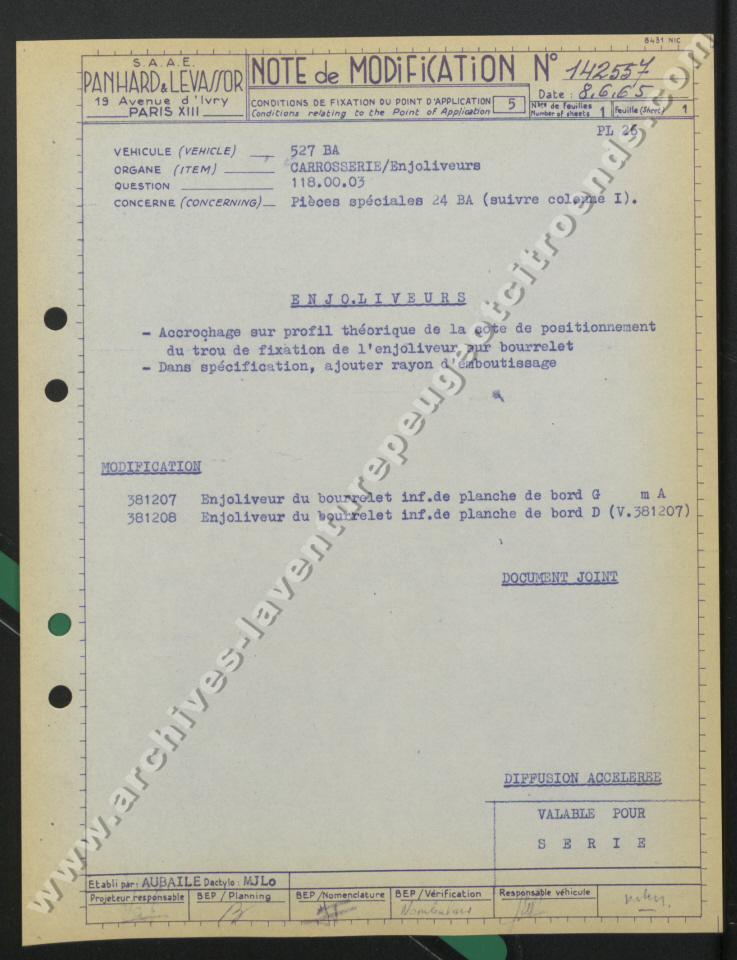 8431 NIC
S.A.A.E.
PANHARD & LEVASSOR
19 Avenue d'Ivry
PARIS XIII
NOTE de MODIFICATION N° 142557
Date : 8.6.65
CONDITIONS DE FIXATION DU POINT D'APPLICATION 5
Conditions relating to the Point of Application
Nbre de feuilles 1
Number of sheets
Feuille (Sheet) 1
PL 26
VEHICULE (VEHICLE) 527 BA
ORGANE (ITEM) CARROSSERIE/Enjoliveurs
QUESTION 118.00.03
CONCERNE (CONCERNING) Pièces spéciales 24 BA (suivre colonne I).
ENJOLIVEURS
- Accrochage sur profil théorique de la cote de positionnement
du trou de fixation de l'enjoliveur sur bourrelet
- Dans spécification, ajouter rayon d'emboutissage
MODIFICATION
381207 Enjoliveur du bourrelet inf.de planche de bord G m A
381208 Enjoliveur du bourrelet inf.de planche de bord D (V.381207)
DOCUMENT JOINT
DIFFUSION ACCELEREE
VALABLE POUR
SERIE
Etabli par: AUBAILE Dactylo: MJLo
Projeteur responsable
BEP / Planning
BEP / Nomenclature
BEP / Vérification
Responsable véhicule
www.archives-laventurepeugeotcitroends.com